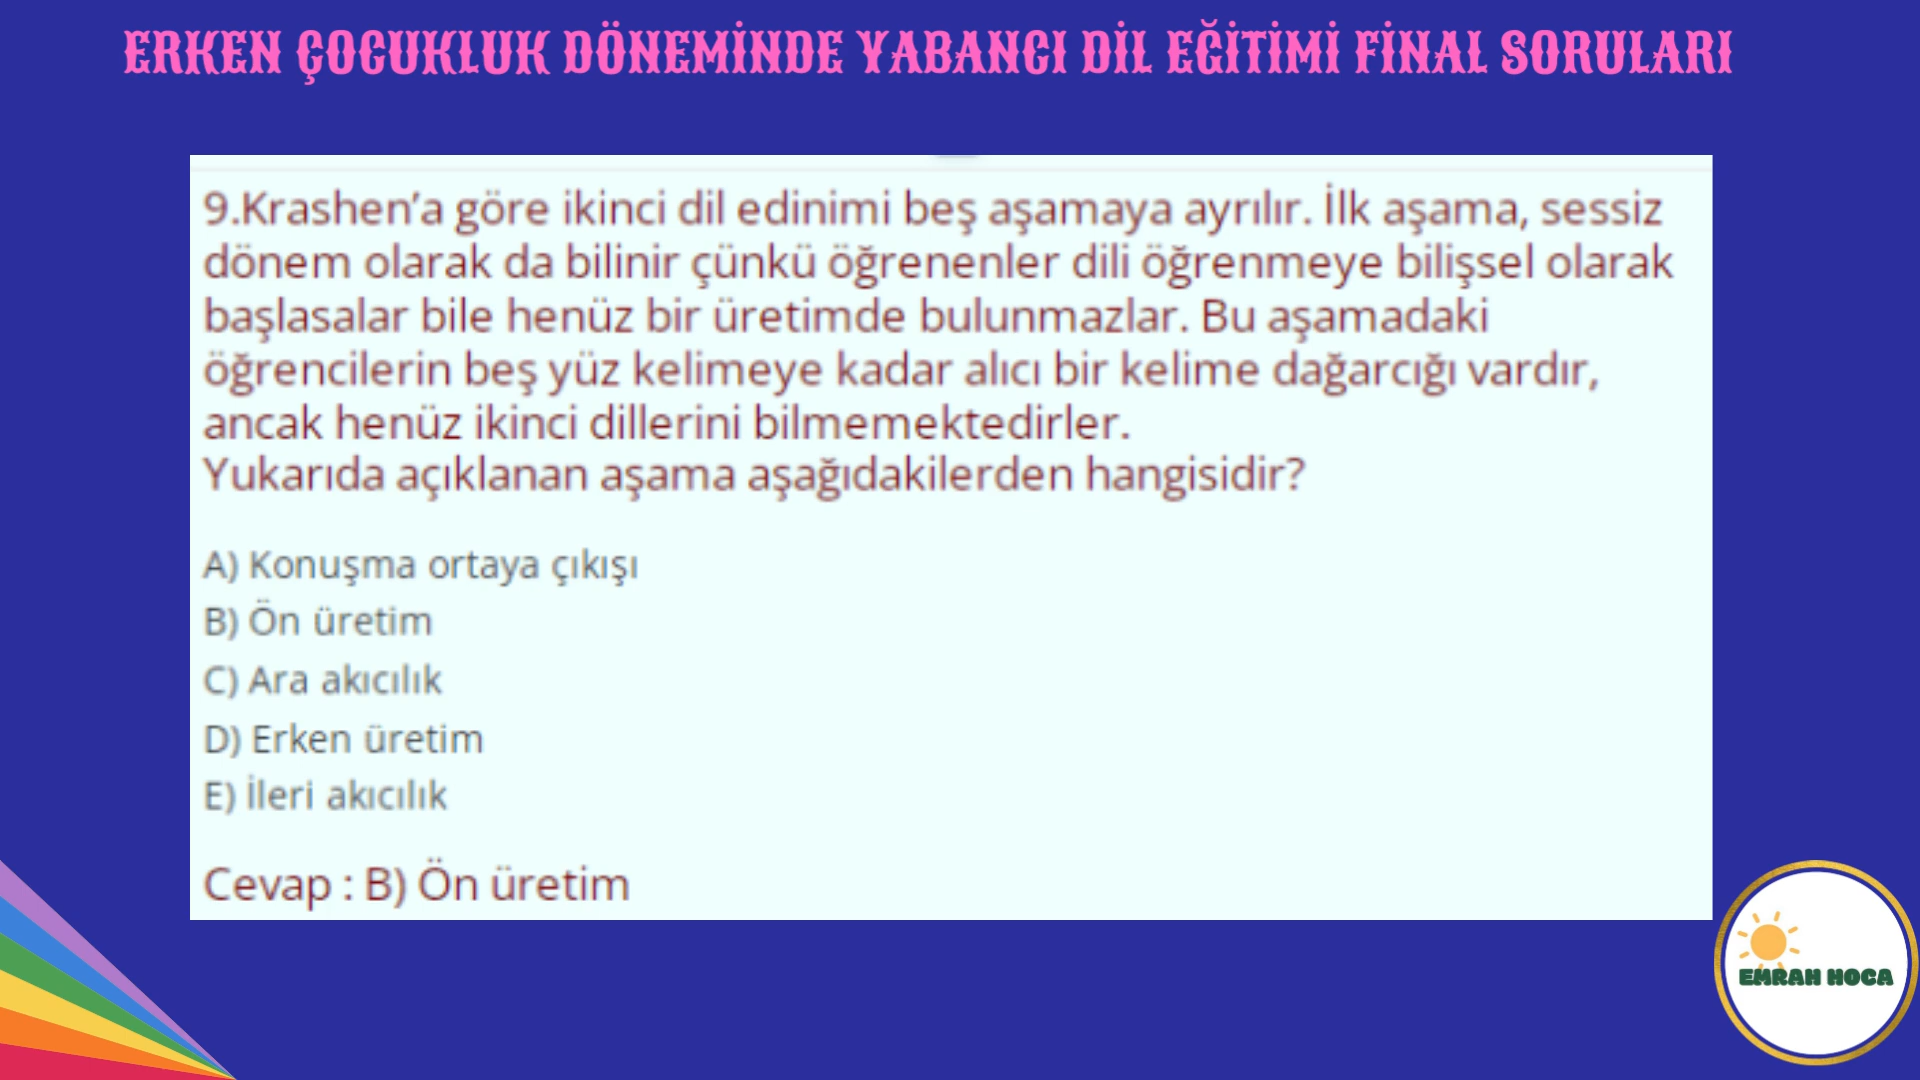 ERKEN ÇOCUKLUK DÖNEMİNDE YABANCI DİL EĞİTİMİ FİNAL SORULARI
9.Krashen'a göre ikinci dil edinimi beş aşamaya ayrılır. İlk aşama, sessiz
dönem olarak da bilinir çünkü öğrenenler dili öğrenmeye bilişsel olarak
başlasalar bile henüz bir üretimde bulunmazlar. Bu aşamadaki
öğrencilerin beş yüz kelimeye kadar alıcı bir kelime dağarcığı vardır,
ancak henüz ikinci dillerini bilmemektedirler.
Yukarıda açıklanan aşama aşağıdakilerden hangisidir?
A) Konuşma ortaya çıkışı
B) Ön üretim
C) Ara akıcılık
D) Erken üretim
E) İleri akıcılık
Cevap : B) Ön üretim
EMRAH HOCA